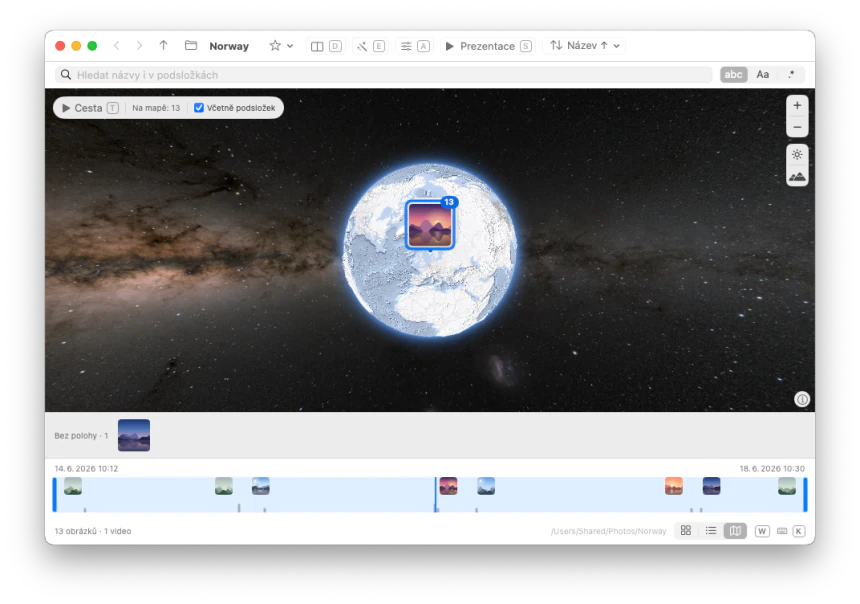 Norway
D
E
A
Prezentace S
Název
Hledat názvy i v podsložkách
abc Aa .*
Cesta T Na mapě: 13 Včetně podsložek
+
−
13
Bez polohy · 1
14. 6. 2026 10:12 18. 6. 2026 10:30
13 obrázků · 1 video /Users/Shared/Photos/Norway W K